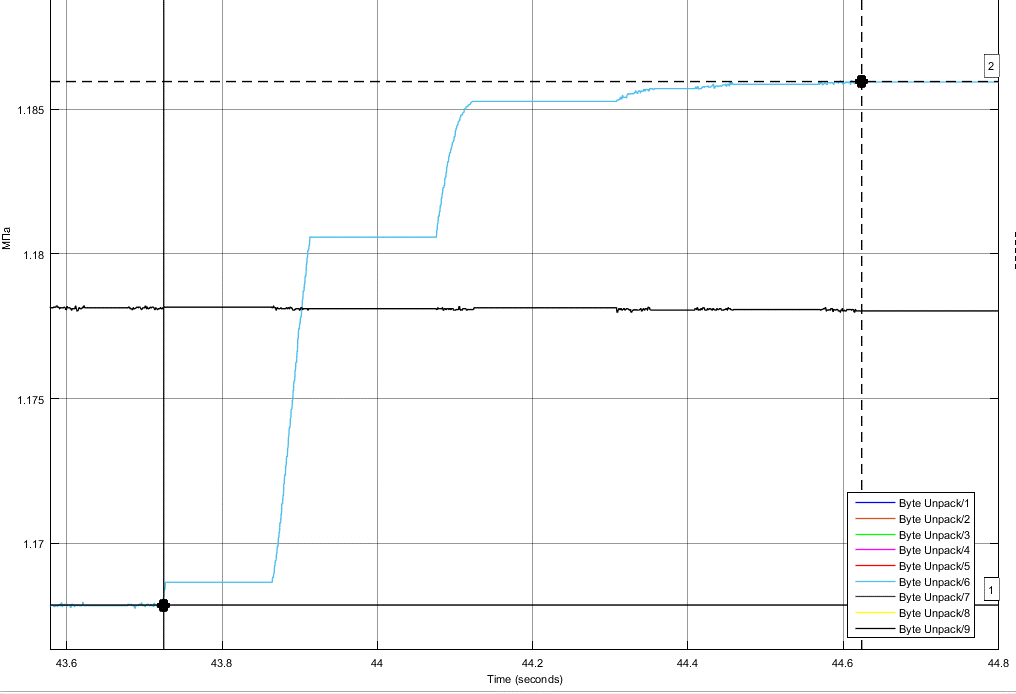 2
1.185
1.18
МПа
1.175
1.17
Byte Unpack/1
Byte Unpack/2
Byte Unpack/3
Byte Unpack/4
Byte Unpack/5
Byte Unpack/6
Byte Unpack/7
Byte Unpack/8
Byte Unpack/9
1
43.6 43.8 44 44.2 44.4 44.6 44.8
Time (seconds)